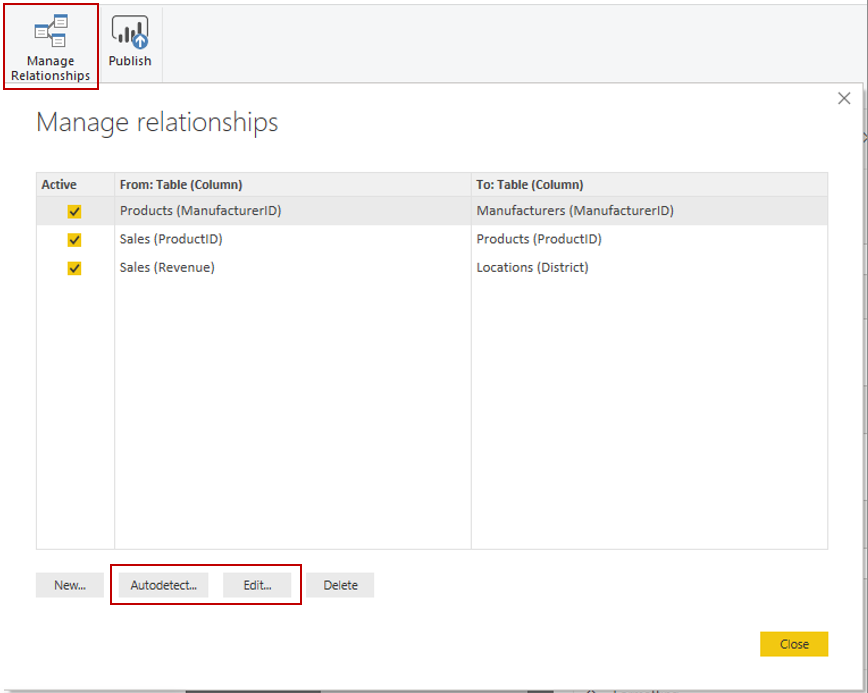 Manage
Relationships
Publish
Manage relationships
Active From: Table (Column) To: Table (Column)
Products (ManufacturerID) Manufacturers (ManufacturerID)
Sales (ProductID) Products (ProductID)
Sales (Revenue) Locations (District)
New... Autodetect... Edit... Delete
Close